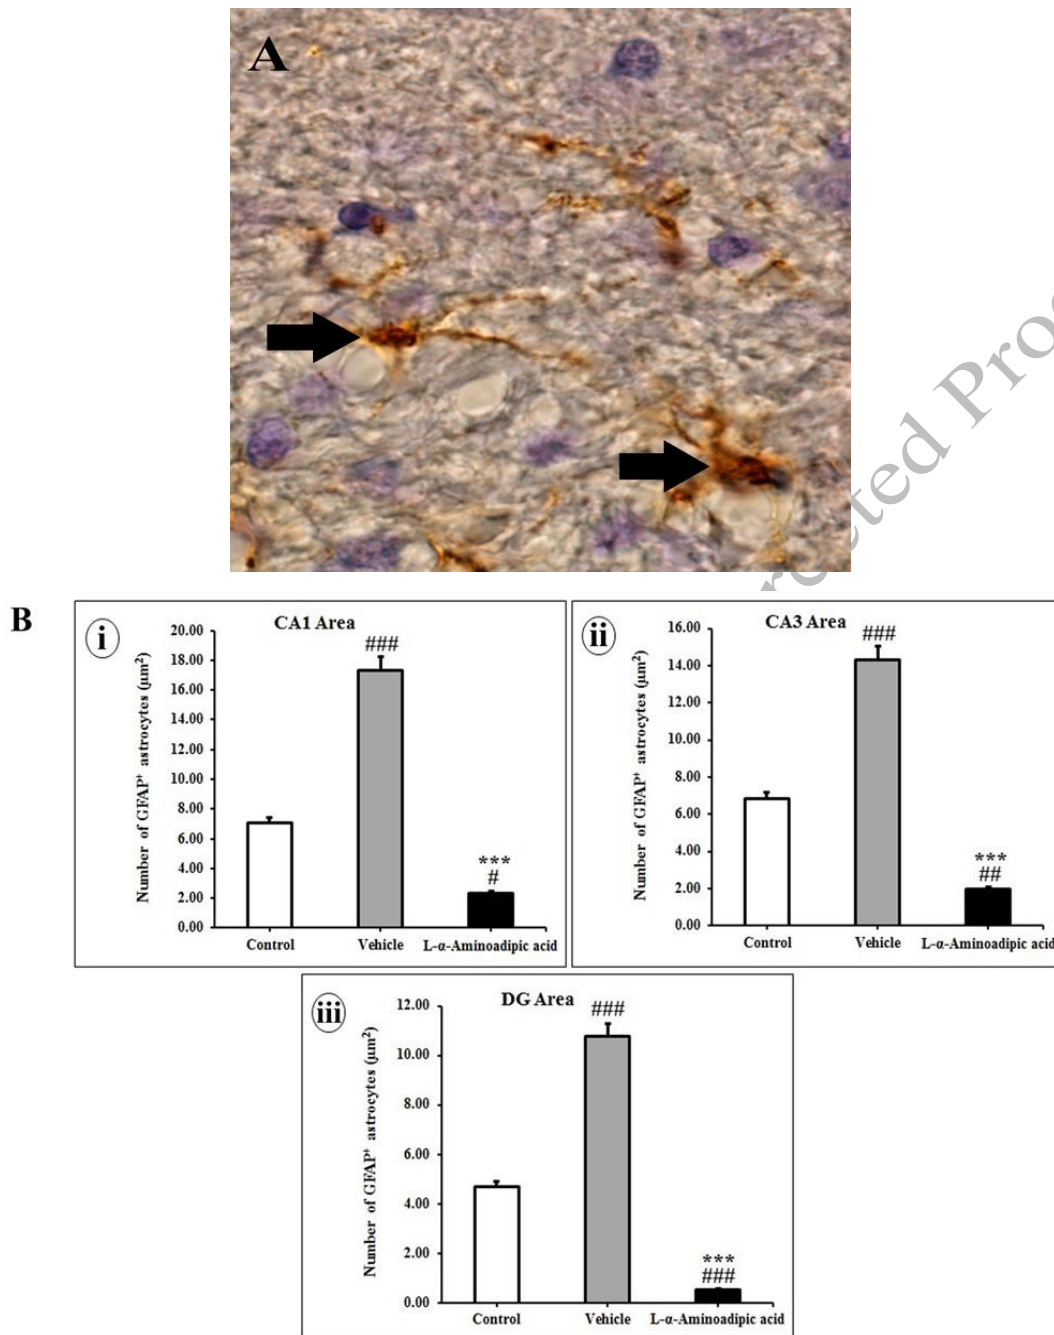 A
B
i
CA1 Area
Number of GFAP⁺ astrocytes (µm²)
20.00
18.00
16.00
14.00
12.00
10.00
8.00
6.00
4.00
2.00
0.00
###
***
#
Control Vehicle L-α-Aminoadipic acid
ii
CA3 Area
Number of GFAP⁺ astrocytes (µm²)
16.00
14.00
12.00
10.00
8.00
6.00
4.00
2.00
0.00
###
***
##
Control Vehicle L-α-Aminoadipic acid
iii
DG Area
Number of GFAP⁺ astrocytes (µm²)
12.00
10.00
8.00
6.00
4.00
2.00
0.00
###
***
###
Control Vehicle L-α-Aminoadipic acid